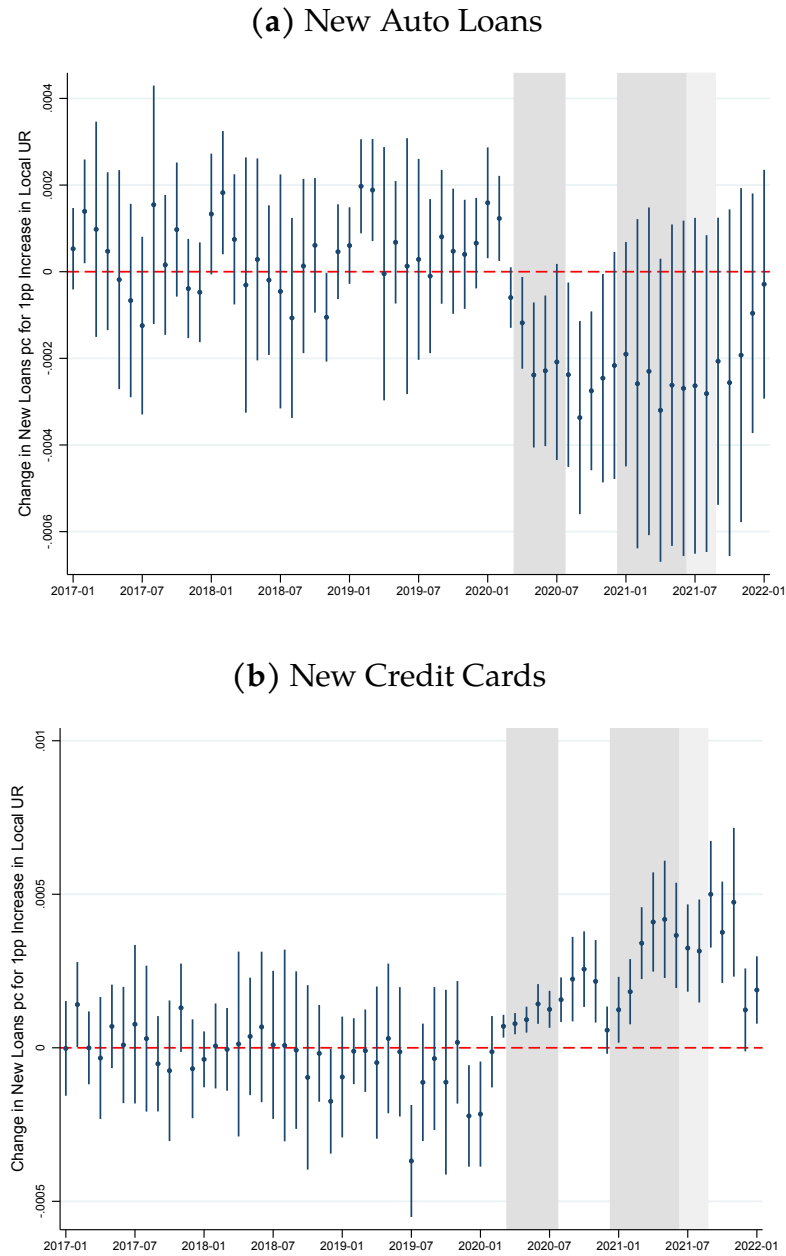 (a) New Auto Loans
Change in New Loans pc for 1pp Increase in Local UR
.0004
.0002
0
-.0002
-.0004
-.0006
2017-01 2017-07 2018-01 2018-07 2019-01 2019-07 2020-01 2020-07 2021-01 2021-07 2022-01
(b) New Credit Cards
Change in New Loans pc for 1pp Increase in Local UR
.001
.0005
0
-.0005
2017-01 2017-07 2018-01 2018-07 2019-01 2019-07 2020-01 2020-07 2021-01 2021-07 2022-01